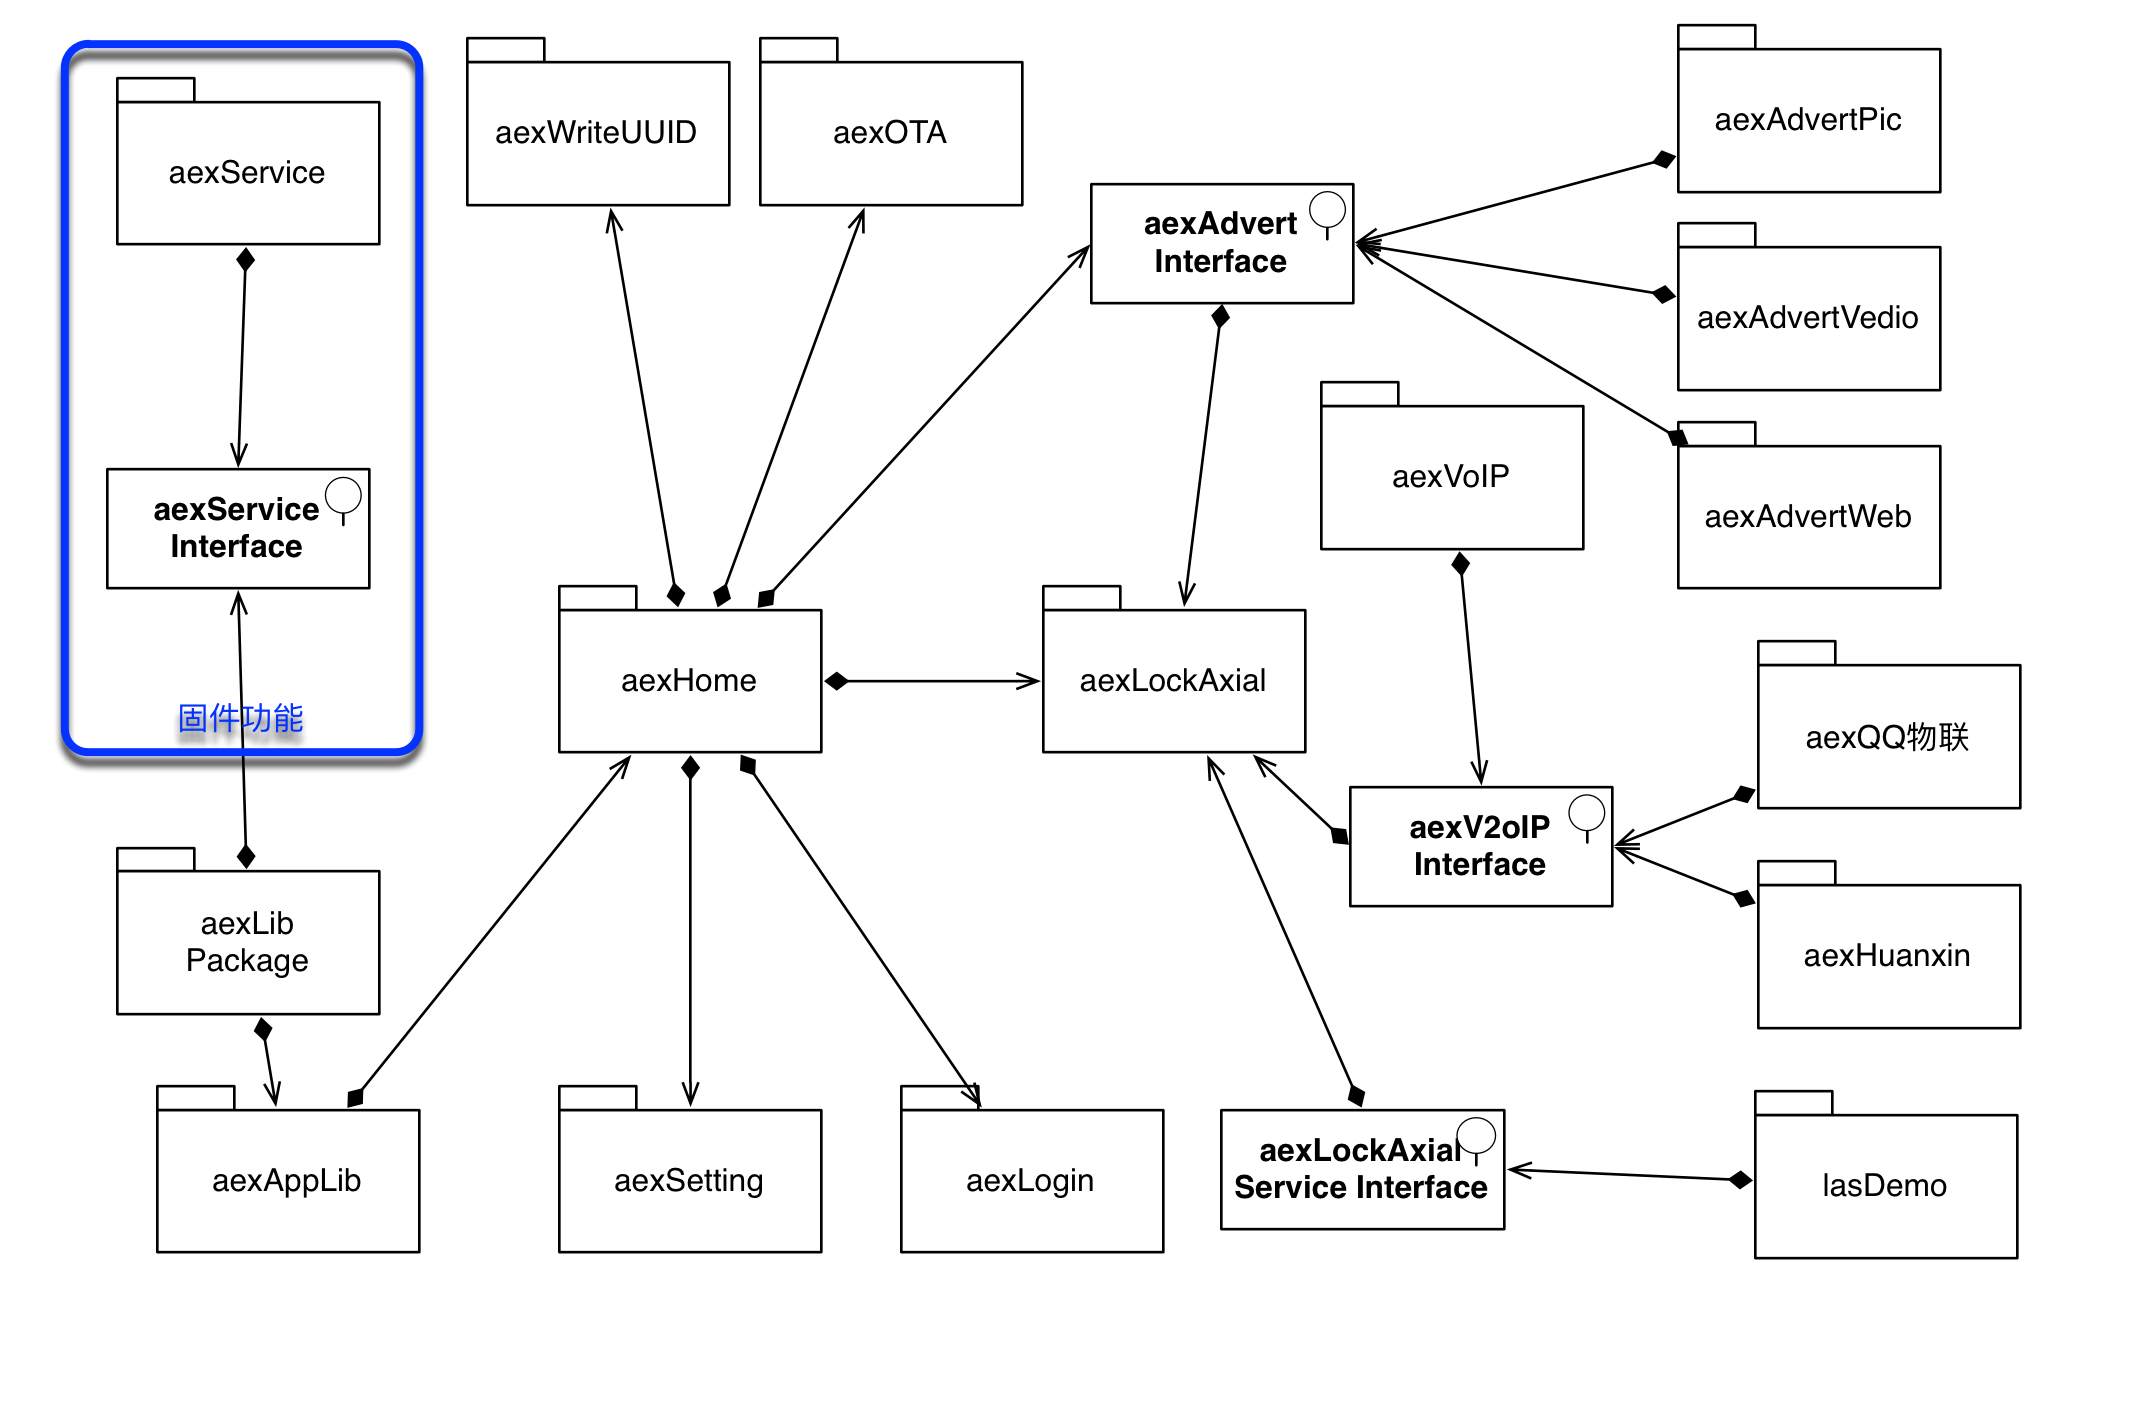 aexService
aexService
Interface
固件功能
aexLib
Package
aexAppLib
aexWriteUUID
aexOTA
aexHome
aexSetting
aexLogin
aexAdvert
Interface
aexLockAxial
aexVoIP
aexV2oIP
Interface
aexLockAxial
Service Interface
aexAdvertPic
aexAdvertVedio
aexAdvertWeb
aexQQ物联
aexHuanxin
lasDemo